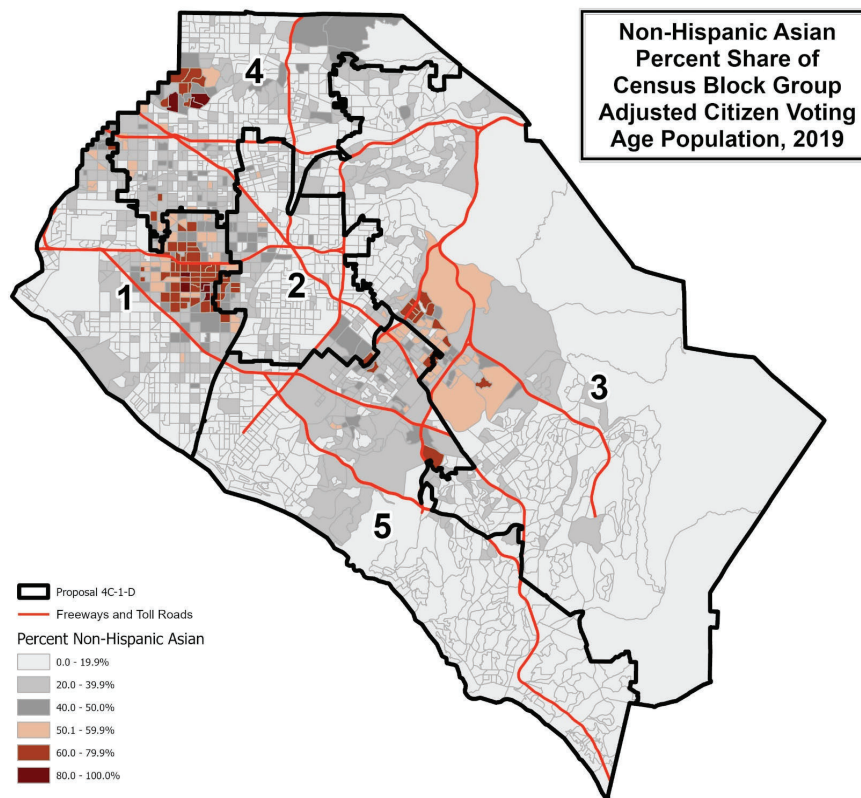 Non-Hispanic Asian
Percent Share of
Census Block Group
Adjusted Citizen Voting
Age Population, 2019
4
1
2
3
5
Proposal 4C-1-D
Freeways and Toll Roads
Percent Non-Hispanic Asian
0.0 - 19.9%
20.0 - 39.9%
40.0 - 50.0%
50.1 - 59.9%
60.0 - 79.9%
80.0 - 100.0%